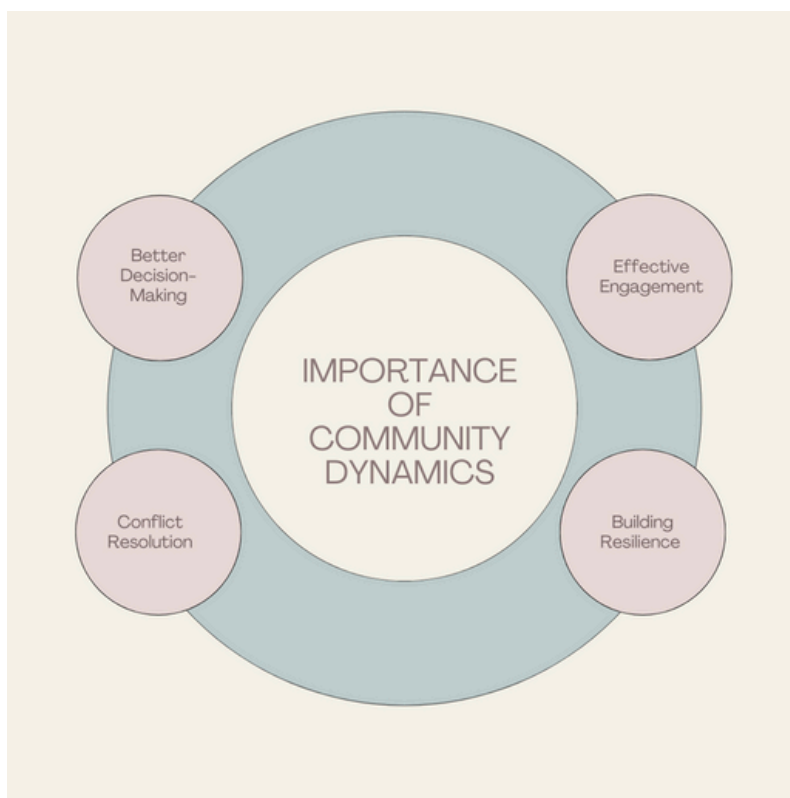 Better
Decision-
Making
Effective
Engagement
IMPORTANCE
OF
COMMUNITY
DYNAMICS
Conflict
Resolution
Building
Resilience